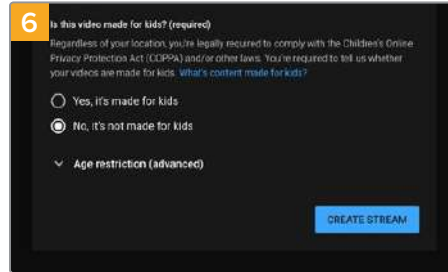 6
Is this video made for kids? (required)
Regardless of your location, you're legally required to comply with the Children's Online
Privacy Protection Act (COPPA) and/or other laws. You're required to tell us whether
your videos are made for kids. What's content made for kids?
Yes, it's made for kids
No, it's not made for kids
Age restriction (advanced)
CREATE STREAM